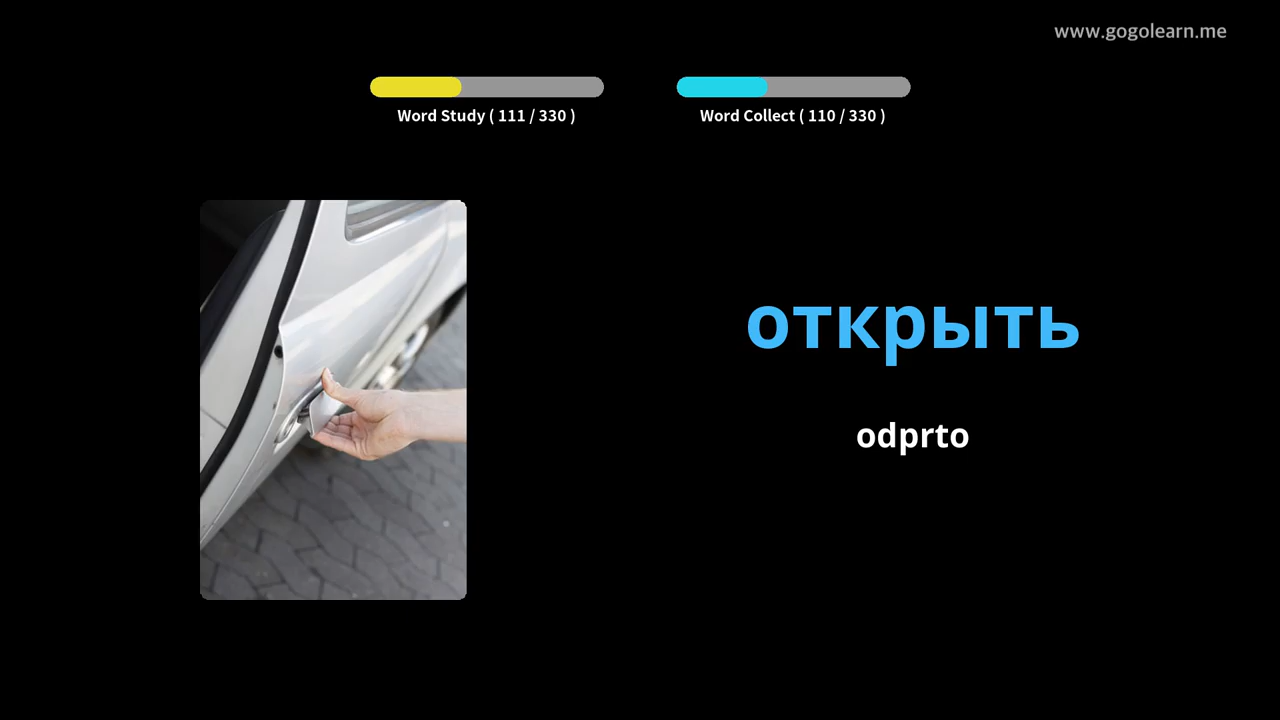 www.gogolearn.me
Word Study ( 111 / 330 )
Word Collect ( 110 / 330 )
открыть
odprto